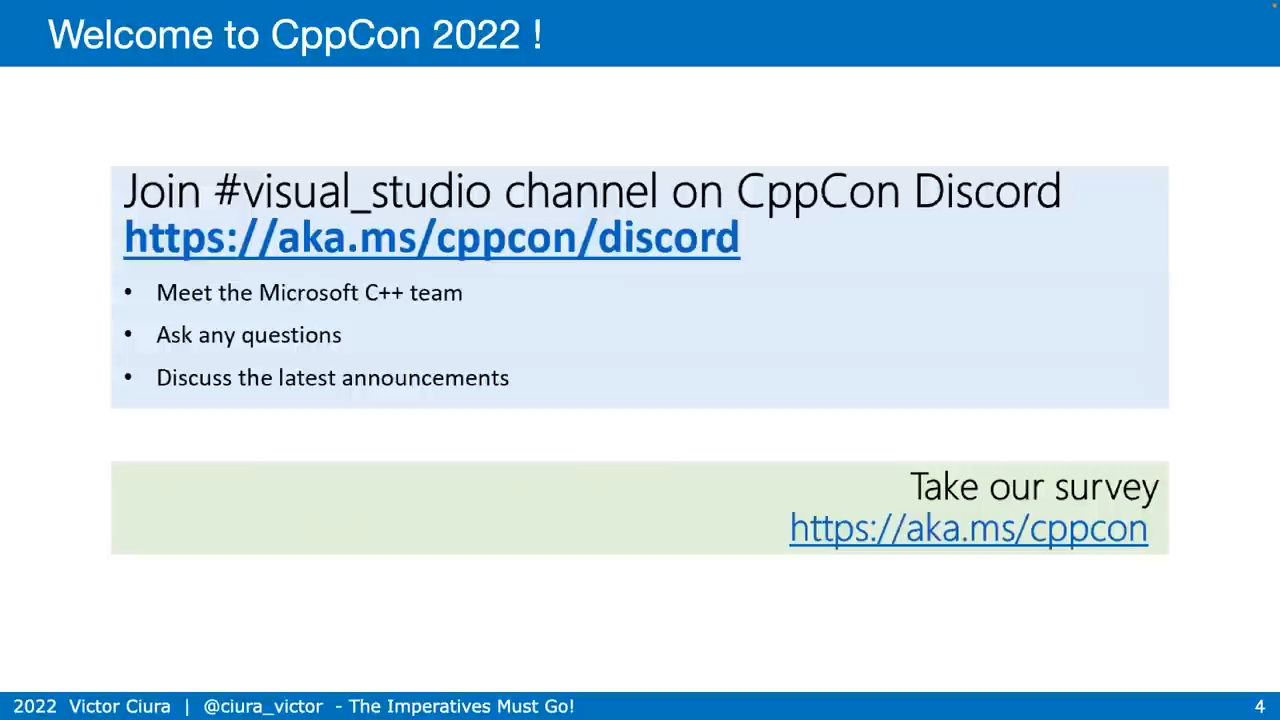 Welcome to CppCon 2022 !
Join #visual_studio channel on CppCon Discord
https://aka.ms/cppcon/discord
• Meet the Microsoft C++ team
• Ask any questions
• Discuss the latest announcements
Take our survey
https://aka.ms/cppcon
2022 Victor Ciura | @ciura_victor - The Imperatives Must Go! 4